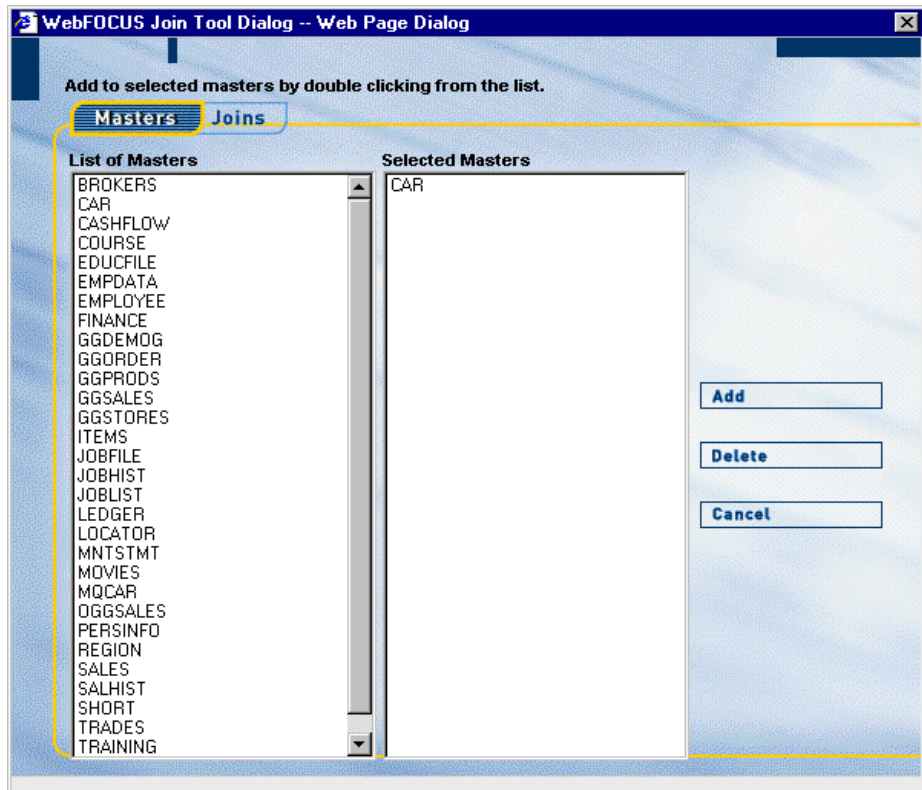 WebFOCUS Join Tool Dialog -- Web Page Dialog
Add to selected masters by double clicking from the list.
Masters
Joins
List of Masters
BROKERS
CAR
CASHFLOW
COURSE
EDUCFILE
EMPDATA
EMPLOYEE
FINANCE
GGDEMOG
GGORDER
GGPRODS
GGSALES
GGSTORES
ITEMS
JOBFILE
JOBHIST
JOBLIST
LEDGER
LOCATOR
MNTSTMT
MOVIES
MQCAR
OGGSALES
PERSINFO
REGION
SALES
SALHIST
SHORT
TRADES
TRAINING
Selected Masters
CAR
Add
Delete
Cancel